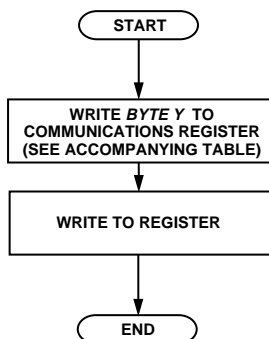 START
WRITE BYTE Y TO
COMMUNICATIONS REGISTER
(SEE ACCOMPANYING TABLE)
WRITE TO REGISTER
END